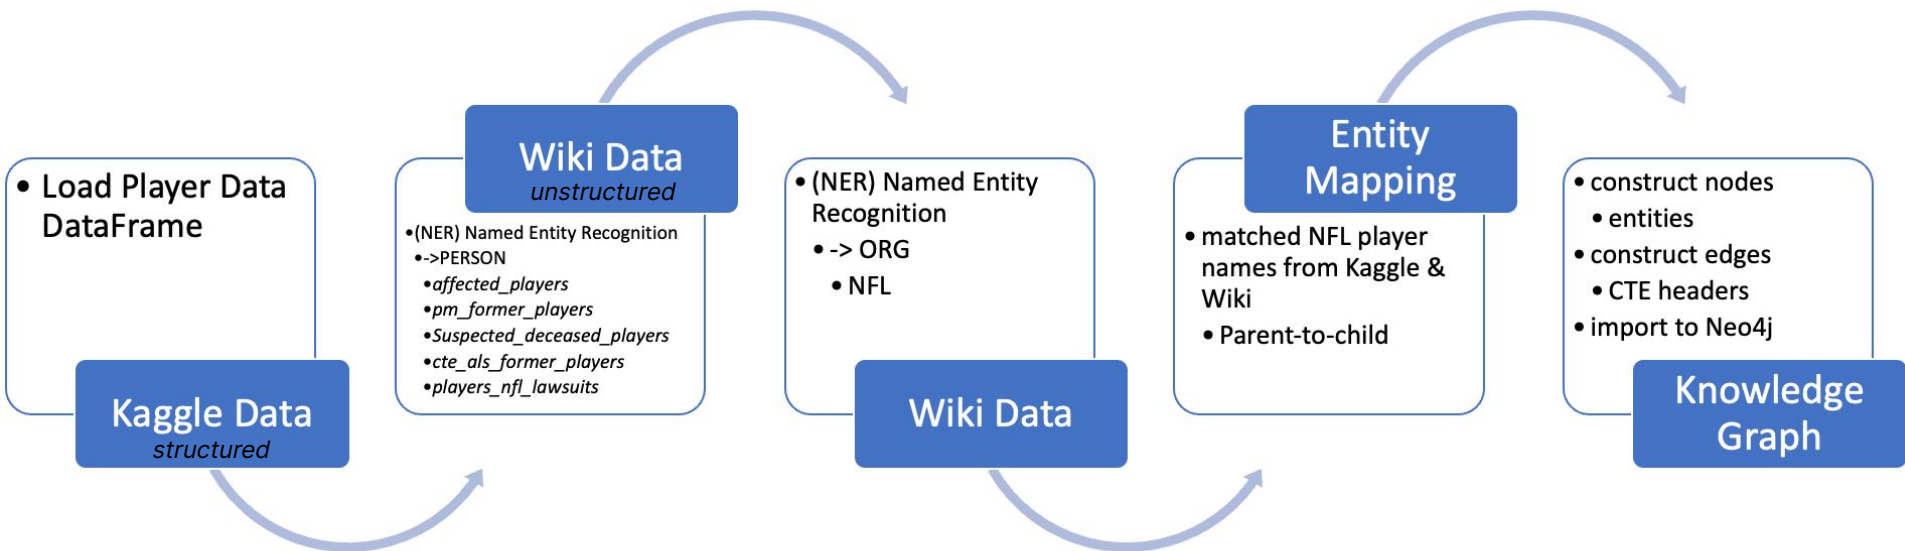 • Load Player Data
DataFrame
Kaggle Data
structured
Wiki Data
unstructured
•(NER) Named Entity Recognition
•->PERSON
•affected_players
•pm_former_players
•Suspected_deceased_players
•cte_als_former_players
•players_nfl_lawsuits
• (NER) Named Entity
Recognition
• -> ORG
• NFL
Wiki Data
Entity
Mapping
• matched NFL player
names from Kaggle &
Wiki
• Parent-to-child
• construct nodes
• entities
• construct edges
• CTE headers
• import to Neo4j
Knowledge
Graph